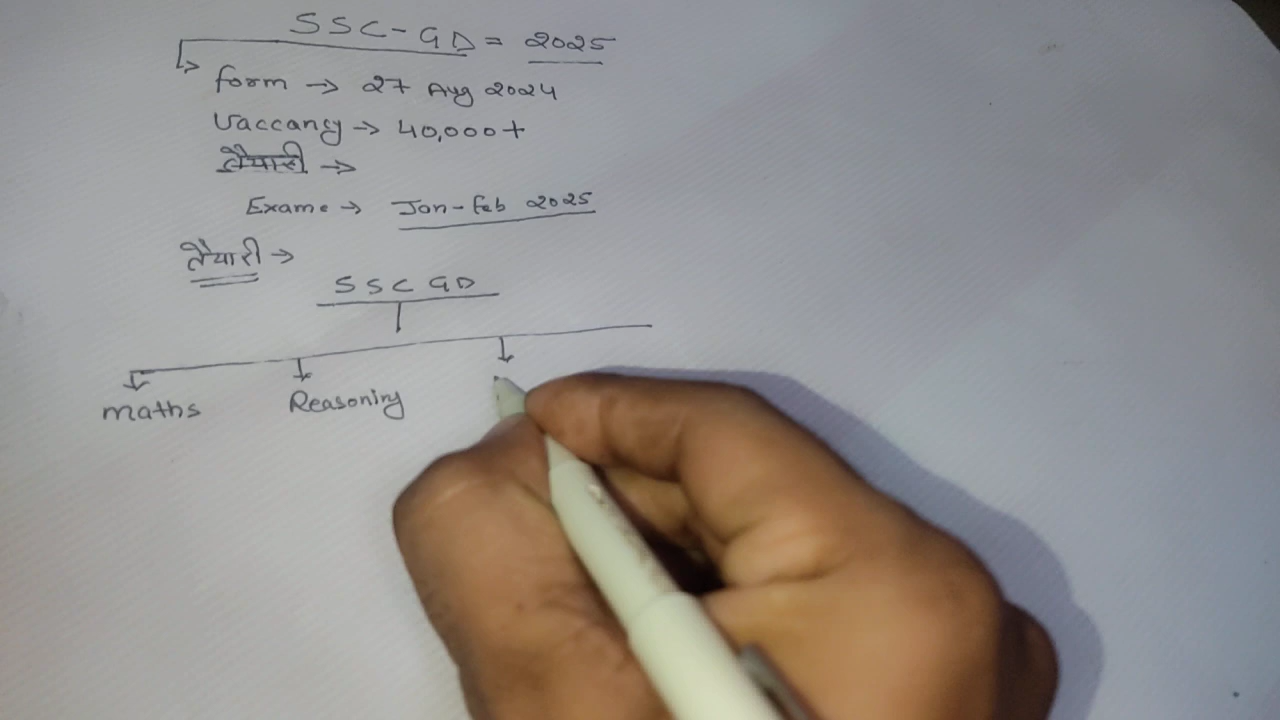 SSC-GD = 2025
form → 27 Aug 2024
Vaccancy → 40,000+
तैयारी →
Exame → Jan-Feb 2025
तैयारी →
SSC GD
maths Reasoning